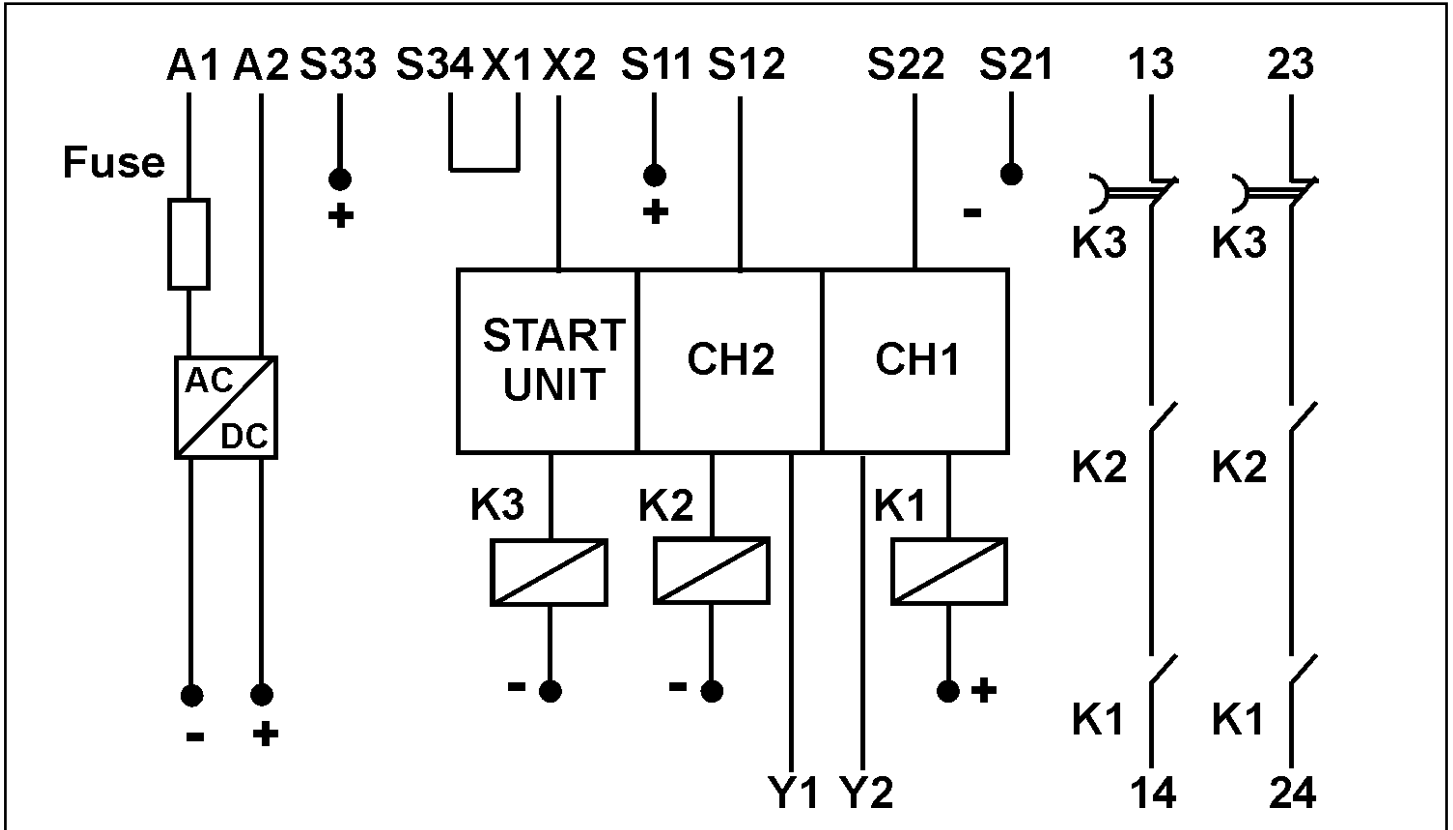 A1 A2 S33 S34 X1 X2 S11 S12 S22 S21 13 23
Fuse
+ + -
K3 K3
START
UNIT
CH2 CH1
AC
DC
K2 K2
K3 K2 K1
- - +
- +
K1 K1
Y1 Y2 14 24